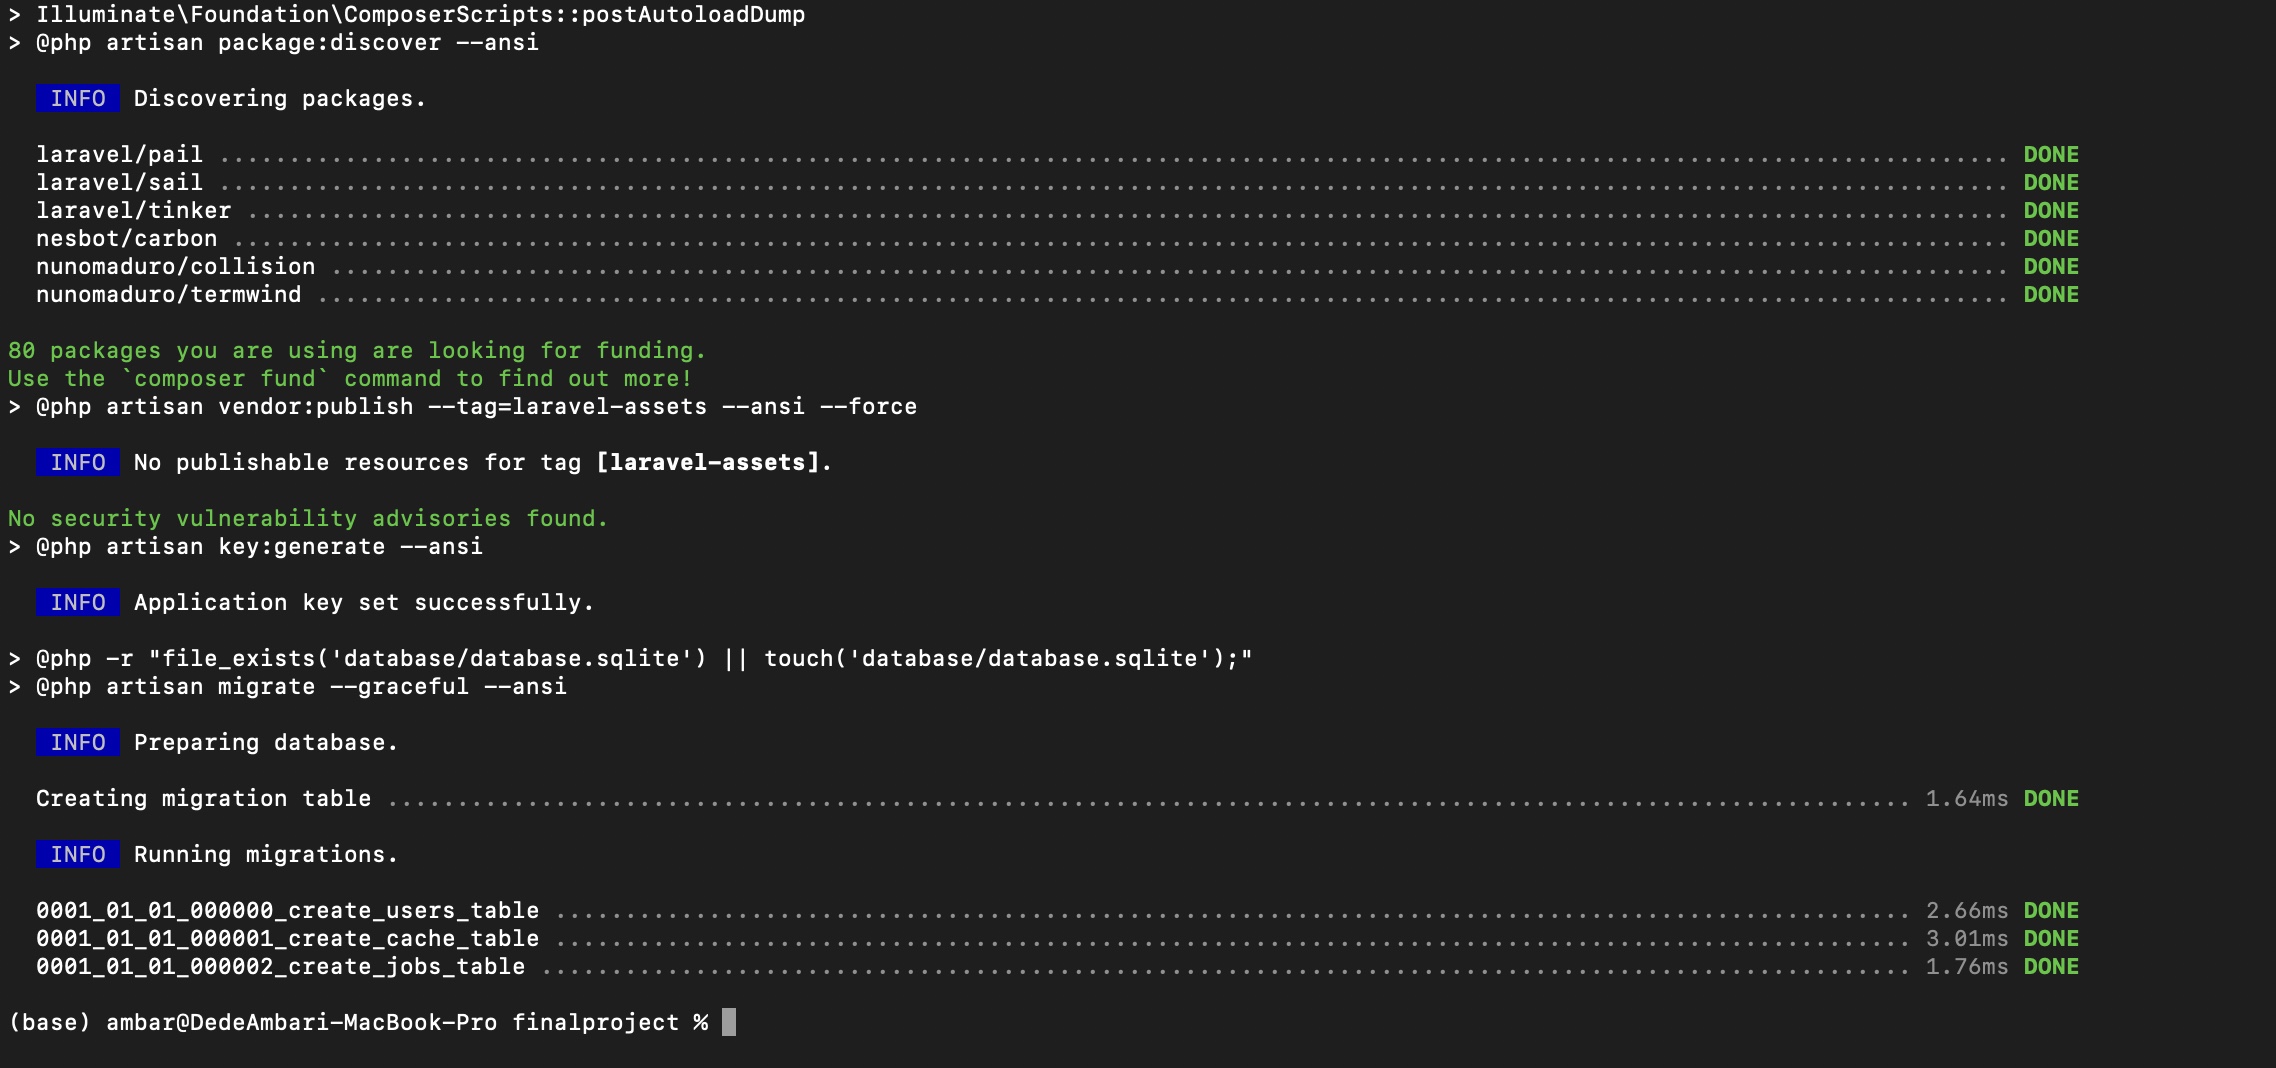 > Illuminate\Foundation\ComposerScripts::postAutoloadDump
> @php artisan package:discover --ansi
INFO Discovering packages.
laravel/pail ................................................................................................................................ DONE
laravel/sail ................................................................................................................................ DONE
laravel/tinker .............................................................................................................................. DONE
nesbot/carbon ............................................................................................................................... DONE
nunomaduro/collision ........................................................................................................................ DONE
nunomaduro/termwind ......................................................................................................................... DONE
80 packages you are using are looking for funding.
Use the `composer fund` command to find out more!
> @php artisan vendor:publish --tag=laravel-assets --ansi --force
INFO No publishable resources for tag [laravel-assets].
No security vulnerability advisories found.
> @php artisan key:generate --ansi
INFO Application key set successfully.
> @php -r "file_exists('database/database.sqlite') || touch('database/database.sqlite');"
> @php artisan migrate --graceful --ansi
INFO Preparing database.
Creating migration table ............................................................................................................. 1.64ms DONE
INFO Running migrations.
0001_01_01_000000_create_users_table ................................................................................................. 2.66ms DONE
0001_01_01_000001_create_cache_table ................................................................................................. 3.01ms DONE
0001_01_01_000002_create_jobs_table .................................................................................................. 1.76ms DONE
(base) ambar@DedeAmbari-MacBook-Pro finalproject %